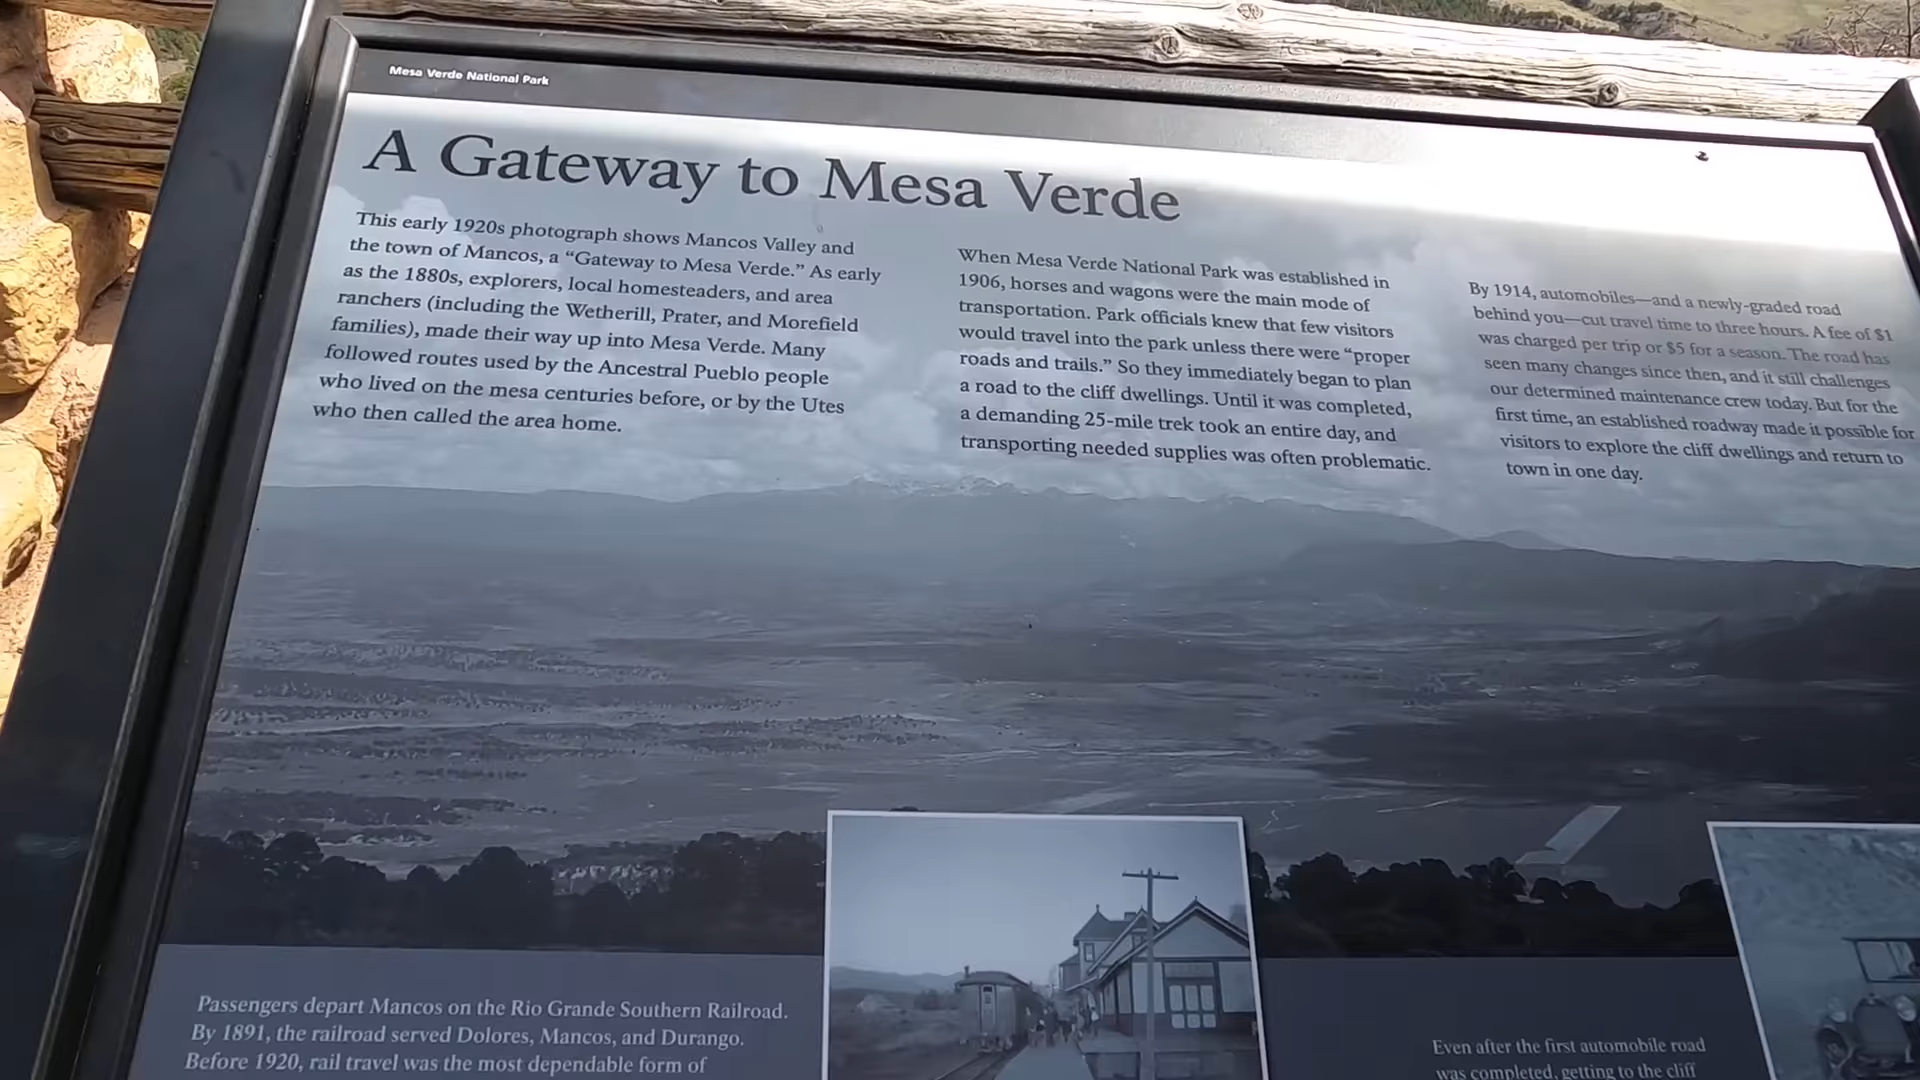 Mesa Verde National Park
A Gateway to Mesa Verde
This early 1920s photograph shows Mancos Valley and
the town of Mancos, a “Gateway to Mesa Verde.” As early
as the 1880s, explorers, local homesteaders, and area
ranchers (including the Wetherill, Prater, and Morefield
families), made their way up into Mesa Verde. Many
followed routes used by the Ancestral Pueblo people
who lived on the mesa centuries before, or by the Utes
who then called the area home.
When Mesa Verde National Park was established in
1906, horses and wagons were the main mode of
transportation. Park officials knew that few visitors
would travel into the park unless there were “proper
roads and trails.” So they immediately began to plan
a road to the cliff dwellings. Until it was completed,
a demanding 25-mile trek took an entire day, and
transporting needed supplies was often problematic.
By 1914, automobiles—and a newly-graded road
behind you—cut travel time to three hours. A fee of $1
was charged per trip or $5 for a season. The road has
seen many changes since then, and it still challenges
our determined maintenance crew today. But for the
first time, an established roadway made it possible for
visitors to explore the cliff dwellings and return to
town in one day.
Passengers depart Mancos on the Rio Grande Southern Railroad.
By 1891, the railroad served Dolores, Mancos, and Durango.
Before 1920, rail travel was the most dependable form of
Even after the first automobile road
was completed, getting to the cliff